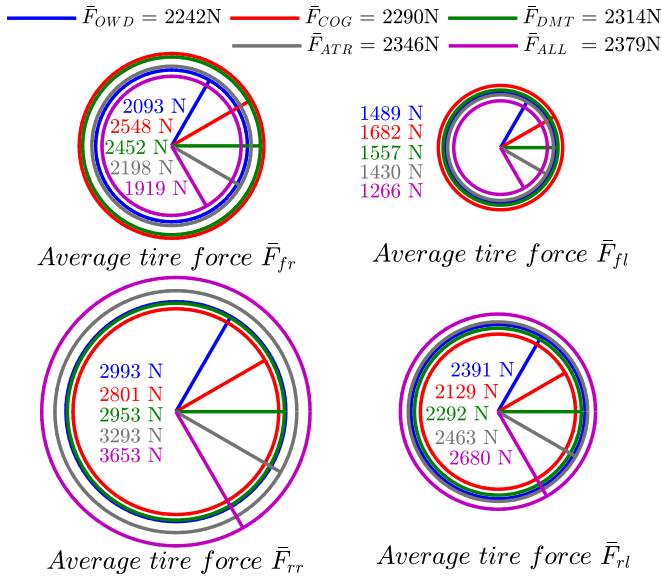 F̄_OWD = 2242N F̄_COG = 2290N F̄_DMT = 2314N
F̄_ATR = 2346N F̄_ALL = 2379N
2093 N
2548 N
2452 N
2198 N
1919 N
Average tire force F̄_fr
1489 N
1682 N
1557 N
1430 N
1266 N
Average tire force F̄_fl
2993 N
2801 N
2953 N
3293 N
3653 N
Average tire force F̄_rr
2391 N
2129 N
2292 N
2463 N
2680 N
Average tire force F̄_rl